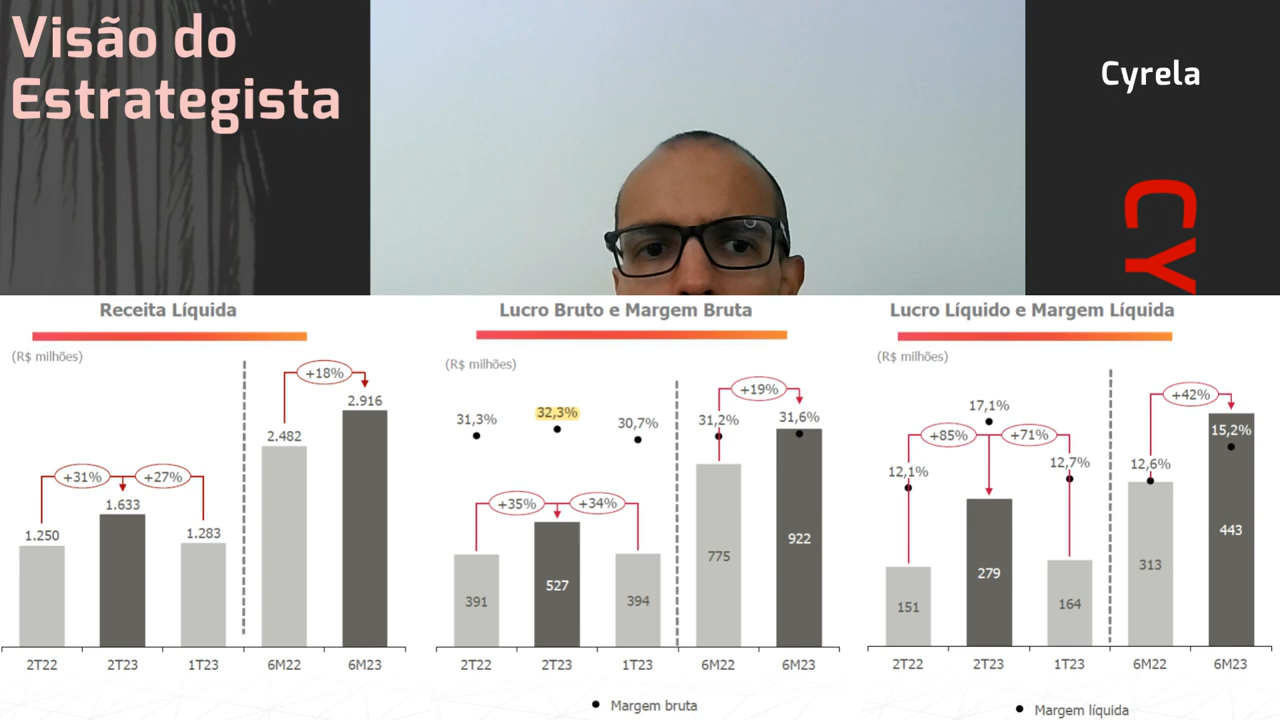 Visão do
Estrategista
Cyrela
CY
Receita Líquida
(R$ milhões)
+18%
2.916
2.482
+31%
+27%
1.633
1.250
1.283
2T22
2T23
1T23
6M22
6M23
Lucro Bruto e Margem Bruta
(R$ milhões)
+19%
31,3%
32,3%
30,7%
31,2%
31,6%
+35%
+34%
391
527
394
775
922
2T22
2T23
1T23
6M22
6M23
Margem bruta
Lucro Líquido e Margem Líquida
(R$ milhões)
+42%
17,1%
15,2%
+85%
+71%
12,1%
12,7%
12,6%
151
279
164
313
443
2T22
2T23
1T23
6M22
6M23
Margem líquida